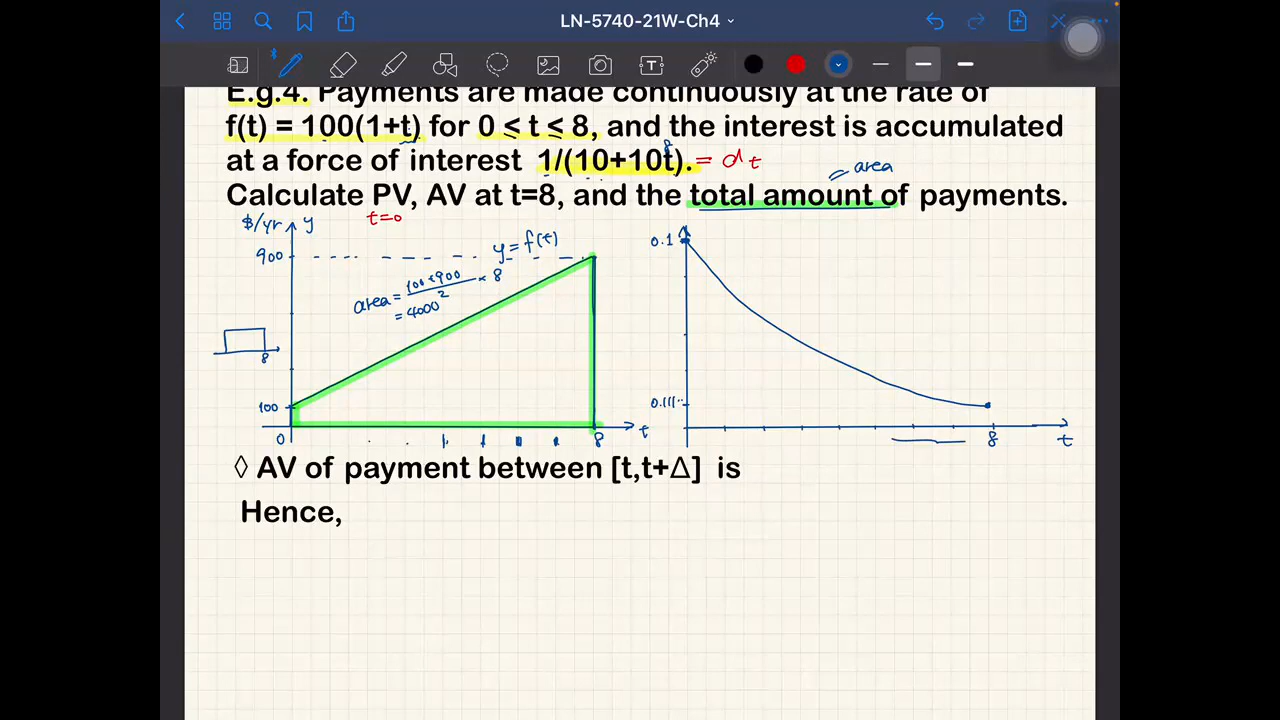 LN-5740-21W-Ch4
E.g.4. Payments are made continuously at the rate of
f(t) = 100(1+t) for 0 ≤ t ≤ 8, and the interest is accumulated
8
at a force of interest 1/(10+10t). = d t
area
Calculate PV, AV at t=8, and the total amount of payments.
t=0
$/yr y
y = f(t)
900
area = 100+900 / 2 × 8
= 4000
8
100
0
8 t
0.1
0.111..
8
t
◊ AV of payment between [t,t+Δ] is
Hence,